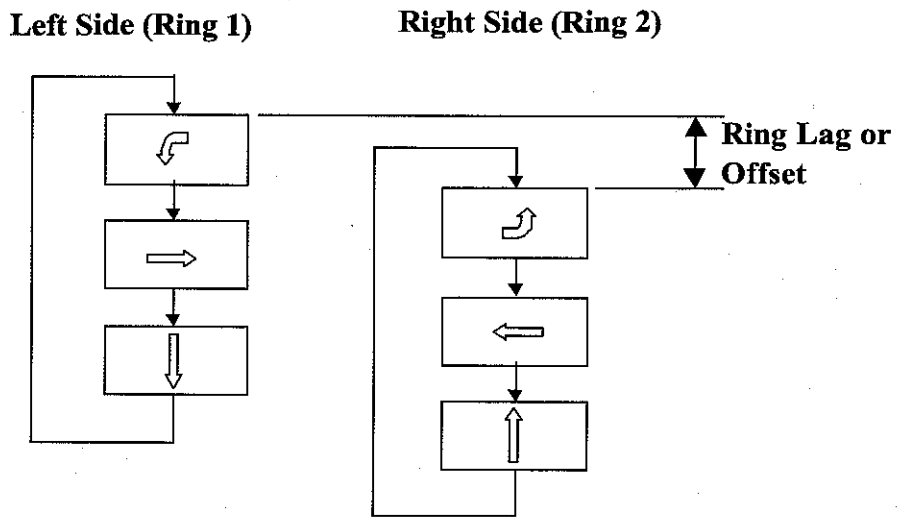 Left Side (Ring 1)
Right Side (Ring 2)
Ring Lag or
Offset